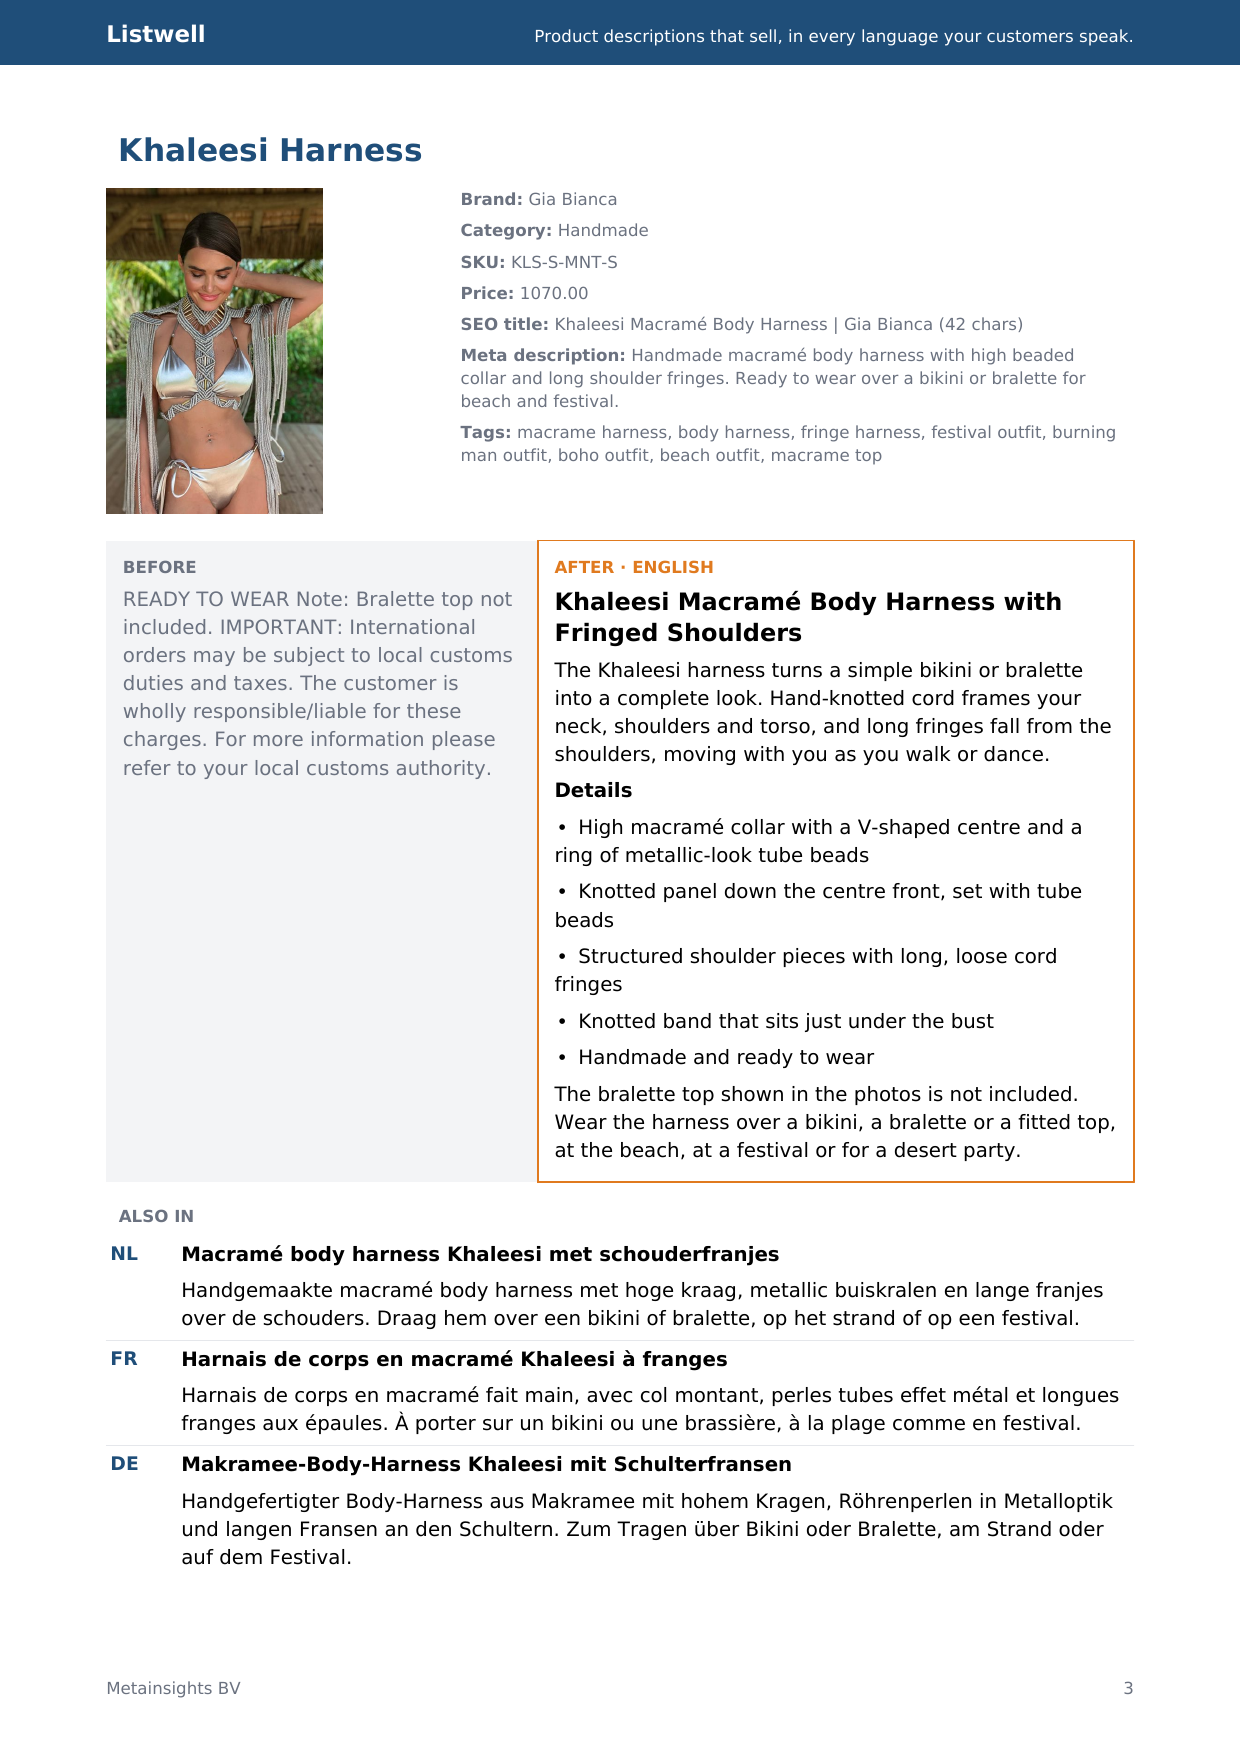 Listwell
Product descriptions that sell, in every language your customers speak.
Khaleesi Harness
Brand: Gia Bianca
Category: Handmade
SKU: KLS-S-MNT-S
Price: 1070.00
SEO title: Khaleesi Macramé Body Harness | Gia Bianca (42 chars)
Meta description: Handmade macramé body harness with high beaded
collar and long shoulder fringes. Ready to wear over a bikini or bralette for
beach and festival.
Tags: macrame harness, body harness, fringe harness, festival outfit, burning
man outfit, boho outfit, beach outfit, macrame top
BEFORE
READY TO WEAR Note: Bralette top not
included. IMPORTANT: International
orders may be subject to local customs
duties and taxes. The customer is
wholly responsible/liable for these
charges. For more information please
refer to your local customs authority.
AFTER · ENGLISH
Khaleesi Macramé Body Harness with
Fringed Shoulders
The Khaleesi harness turns a simple bikini or bralette
into a complete look. Hand-knotted cord frames your
neck, shoulders and torso, and long fringes fall from the
shoulders, moving with you as you walk or dance.
Details
• High macramé collar with a V-shaped centre and a
ring of metallic-look tube beads
• Knotted panel down the centre front, set with tube
beads
• Structured shoulder pieces with long, loose cord
fringes
• Knotted band that sits just under the bust
• Handmade and ready to wear
The bralette top shown in the photos is not included.
Wear the harness over a bikini, a bralette or a fitted top,
at the beach, at a festival or for a desert party.
ALSO IN
NL Macramé body harness Khaleesi met schouderfranjes
Handgemaakte macramé body harness met hoge kraag, metallic buiskralen en lange franjes
over de schouders. Draag hem over een bikini of bralette, op het strand of op een festival.
FR Harnais de corps en macramé Khaleesi à franges
Harnais de corps en macramé fait main, avec col montant, perles tubes effet métal et longues
franges aux épaules. À porter sur un bikini ou une brassière, à la plage comme en festival.
DE Makramee-Body-Harness Khaleesi mit Schulterfransen
Handgefertigter Body-Harness aus Makramee mit hohem Kragen, Röhrenperlen in Metalloptik
und langen Fransen an den Schultern. Zum Tragen über Bikini oder Bralette, am Strand oder
auf dem Festival.
Metainsights BV
3